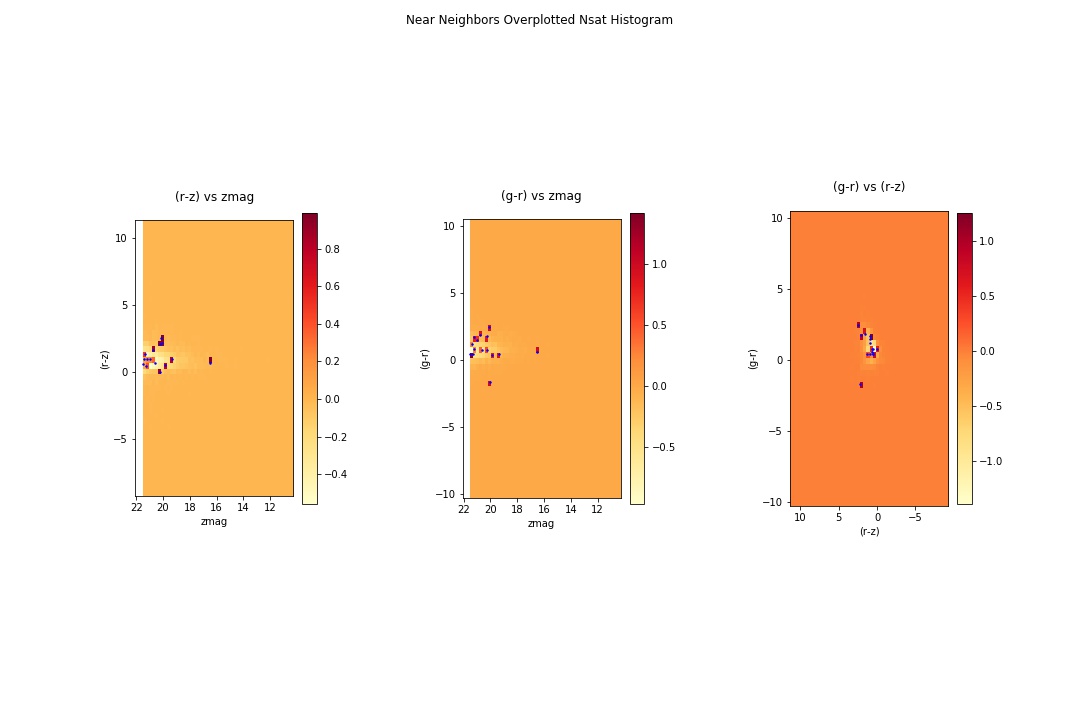 Near Neighbors Overplotted Nsat Histogram
(r-z) vs zmag
(r-z)
10
5
0
−5
22 20 18 16 14 12
zmag
0.8
0.6
0.4
0.2
0.0
−0.2
−0.4
(g-r) vs zmag
(g-r)
10
5
0
−5
−10
22 20 18 16 14 12
zmag
1.0
0.5
0.0
−0.5
(g-r) vs (r-z)
(g-r)
10
5
0
−5
−10
10 5 0 −5
(r-z)
1.0
0.5
0.0
−0.5
−1.0